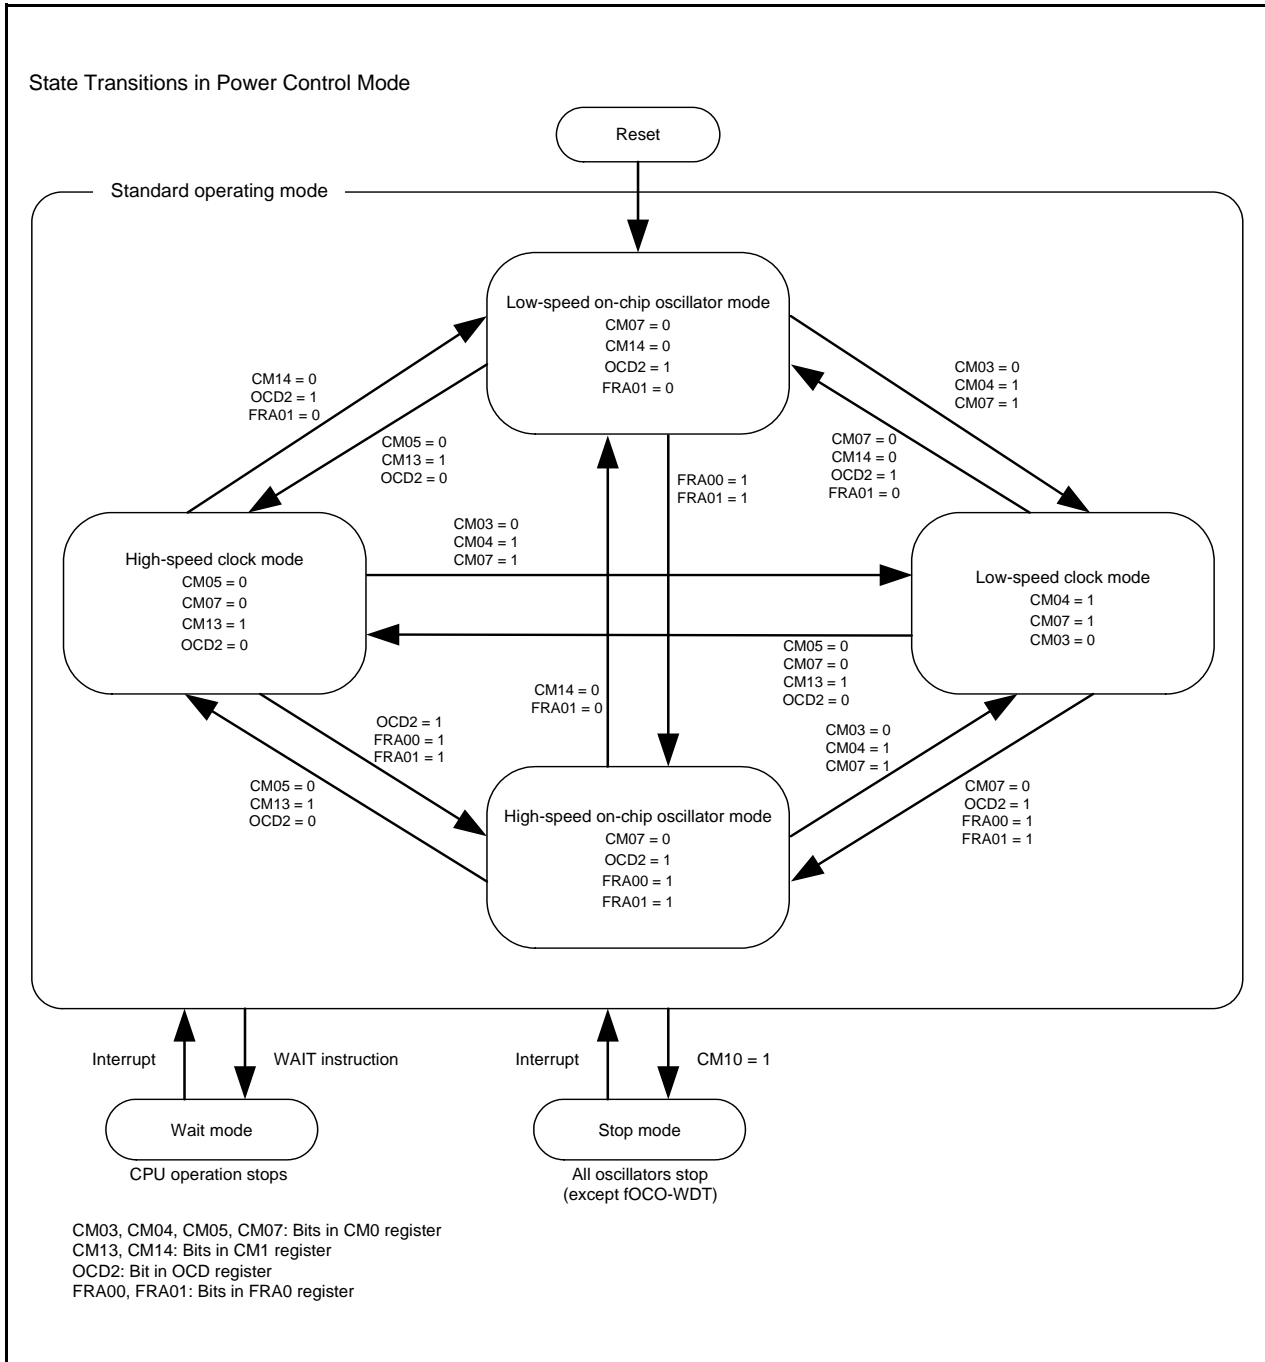 State Transitions in Power Control Mode
Reset
Standard operating mode
Low-speed on-chip oscillator mode
CM07 = 0
CM14 = 0
OCD2 = 1
FRA01 = 0
CM14 = 0
OCD2 = 1
FRA01 = 0
CM05 = 0
CM13 = 1
OCD2 = 0
CM03 = 0
CM04 = 1
CM07 = 1
CM07 = 0
CM14 = 0
OCD2 = 1
FRA01 = 0
FRA00 = 1
FRA01 = 1
High-speed clock mode
CM05 = 0
CM07 = 0
CM13 = 1
OCD2 = 0
CM03 = 0
CM04 = 1
CM07 = 1
Low-speed clock mode
CM04 = 1
CM07 = 1
CM03 = 0
CM05 = 0
CM07 = 0
CM13 = 1
OCD2 = 0
CM14 = 0
FRA01 = 0
OCD2 = 1
FRA00 = 1
FRA01 = 1
CM05 = 0
CM13 = 1
OCD2 = 0
CM03 = 0
CM04 = 1
CM07 = 1
CM07 = 0
OCD2 = 1
FRA00 = 1
FRA01 = 1
High-speed on-chip oscillator mode
CM07 = 0
OCD2 = 1
FRA00 = 1
FRA01 = 1
Interrupt
WAIT instruction
Interrupt
CM10 = 1
Wait mode
CPU operation stops
Stop mode
All oscillators stop
(except fOCO-WDT)
CM03, CM04, CM05, CM07: Bits in CM0 register
CM13, CM14: Bits in CM1 register
OCD2: Bit in OCD register
FRA00, FRA01: Bits in FRA0 register